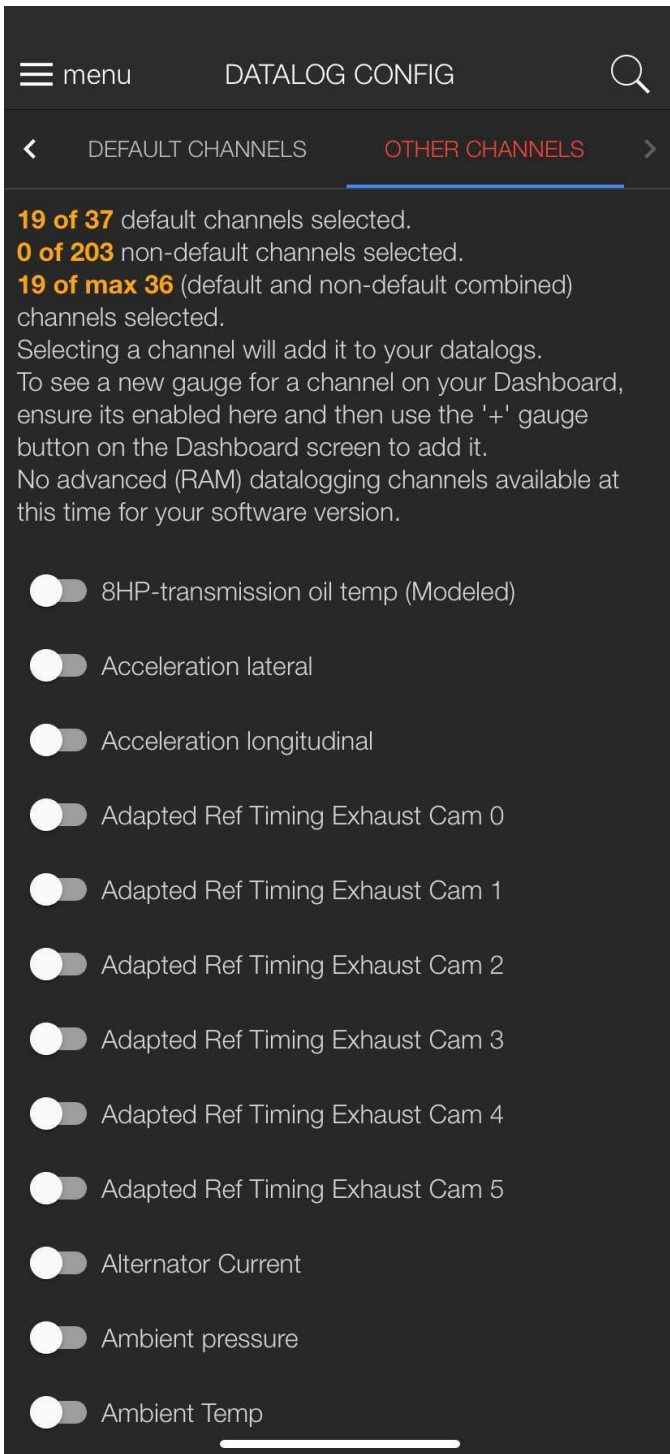 menu DATALOG CONFIG
DEFAULT CHANNELS OTHER CHANNELS
19 of 37 default channels selected.
0 of 203 non-default channels selected.
19 of max 36 (default and non-default combined)
channels selected.
Selecting a channel will add it to your datalogs.
To see a new gauge for a channel on your Dashboard,
ensure its enabled here and then use the '+' gauge
button on the Dashboard screen to add it.
No advanced (RAM) datalogging channels available at
this time for your software version.
8HP-transmission oil temp (Modeled)
Acceleration lateral
Acceleration longitudinal
Adapted Ref Timing Exhaust Cam 0
Adapted Ref Timing Exhaust Cam 1
Adapted Ref Timing Exhaust Cam 2
Adapted Ref Timing Exhaust Cam 3
Adapted Ref Timing Exhaust Cam 4
Adapted Ref Timing Exhaust Cam 5
Alternator Current
Ambient pressure
Ambient Temp